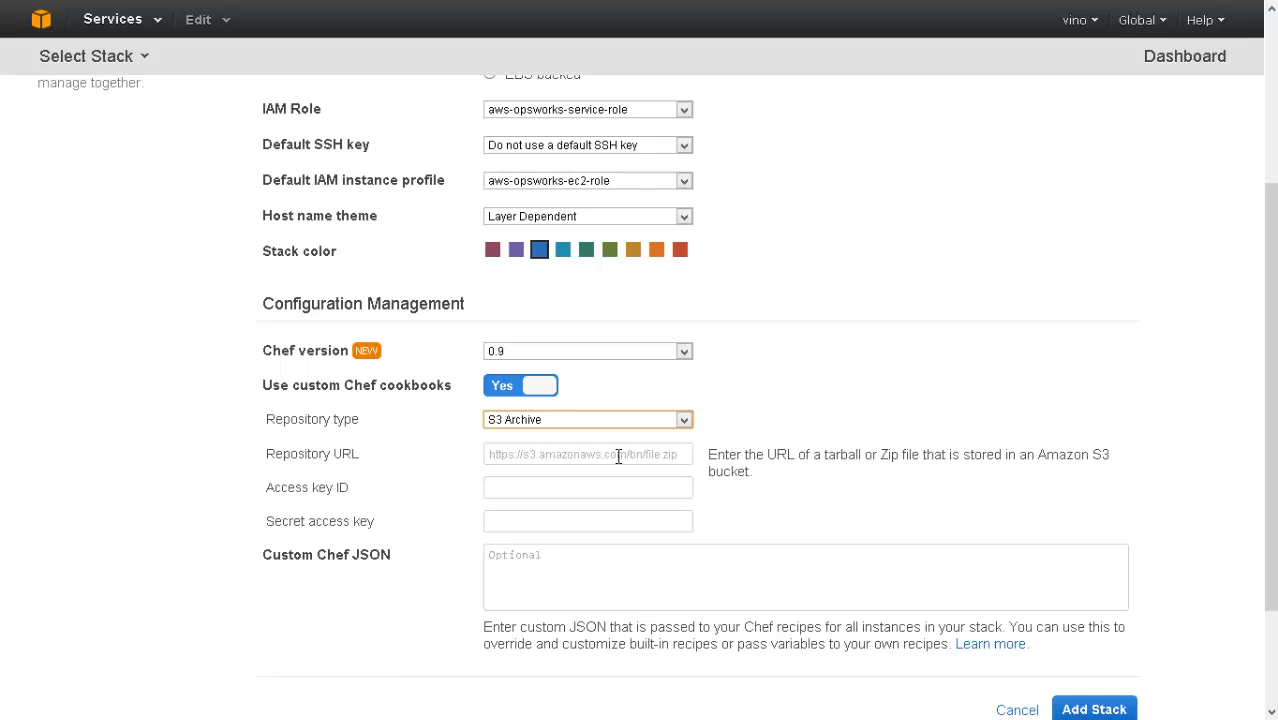 Services Edit vino Global Help
Select Stack Dashboard
manage together.
EBS backed
IAM Role aws-opsworks-service-role
Default SSH key Do not use a default SSH key
Default IAM instance profile aws-opsworks-ec2-role
Host name theme Layer Dependent
Stack color
Configuration Management
Chef version NEW 0.9
Use custom Chef cookbooks Yes
Repository type S3 Archive
Repository URL https://s3.amazonaws.com/bn/file.zip Enter the URL of a tarball or Zip file that is stored in an Amazon S3
bucket.
Access key ID
Secret access key
Custom Chef JSON Optional
Enter custom JSON that is passed to your Chef recipes for all instances in your stack. You can use this to
override and customize built-in recipes or pass variables to your own recipes. Learn more.
Cancel Add Stack